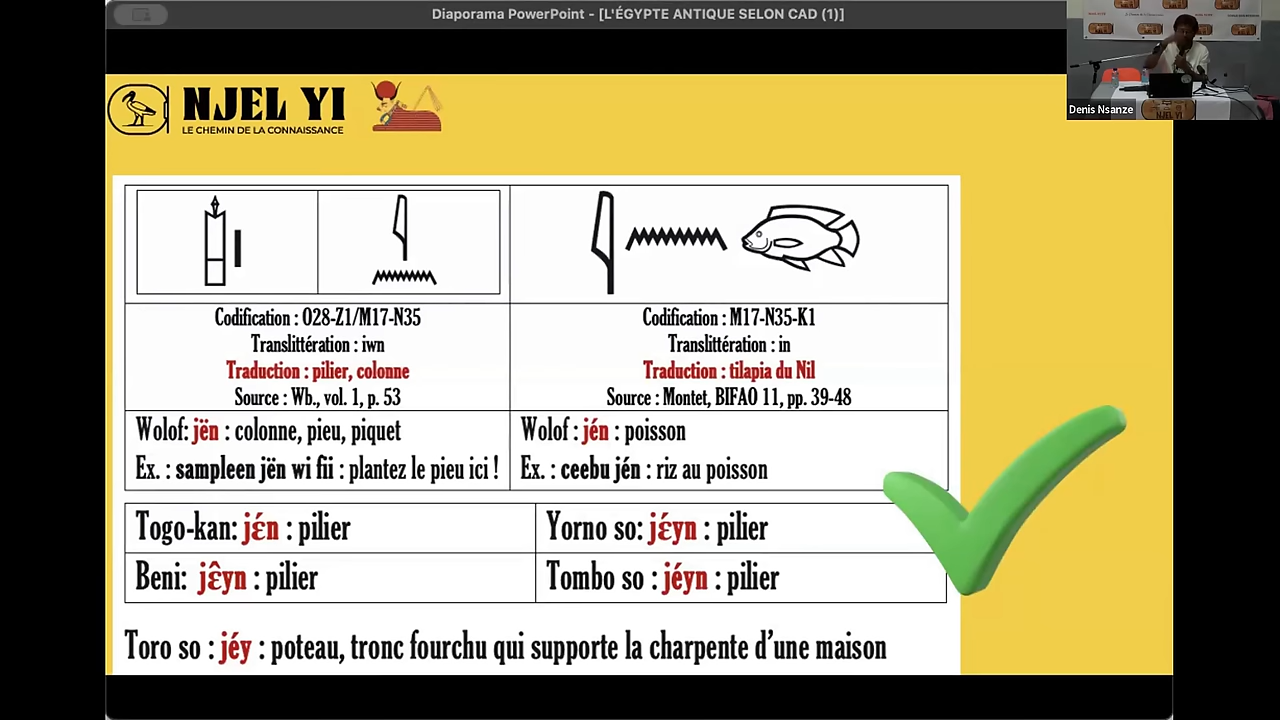 Diaporama PowerPoint - [L'ÉGYPTE ANTIQUE SELON CAD (1)]
Denis Nsanze
NJEL YI
NJEL YI
LE CHEMIN DE LA CONNAISSANCE
Codification : O28-Z1/M17-N35
Translittération : iwn
Traduction : pilier, colonne
Source : Wb., vol. 1, p. 53
Codification : M17-N35-K1
Translittération : in
Traduction : tilapia du Nil
Source : Montet, BIFAO 11, pp. 39-48
Wolof: jën : colonne, pieu, piquet
Ex. : sampleen jën wi fii : plantez le pieu ici !
Wolof : jén : poisson
Ex. : ceebu jén : riz au poisson
Togo-kan: jɛ́n : pilier
Yorno so: jɛ́yn : pilier
Beni: jɛ̂yn : pilier
Tombo so : jéyn : pilier
Toro so : jéy : poteau, tronc fourchu qui supporte la charpente d’une maison